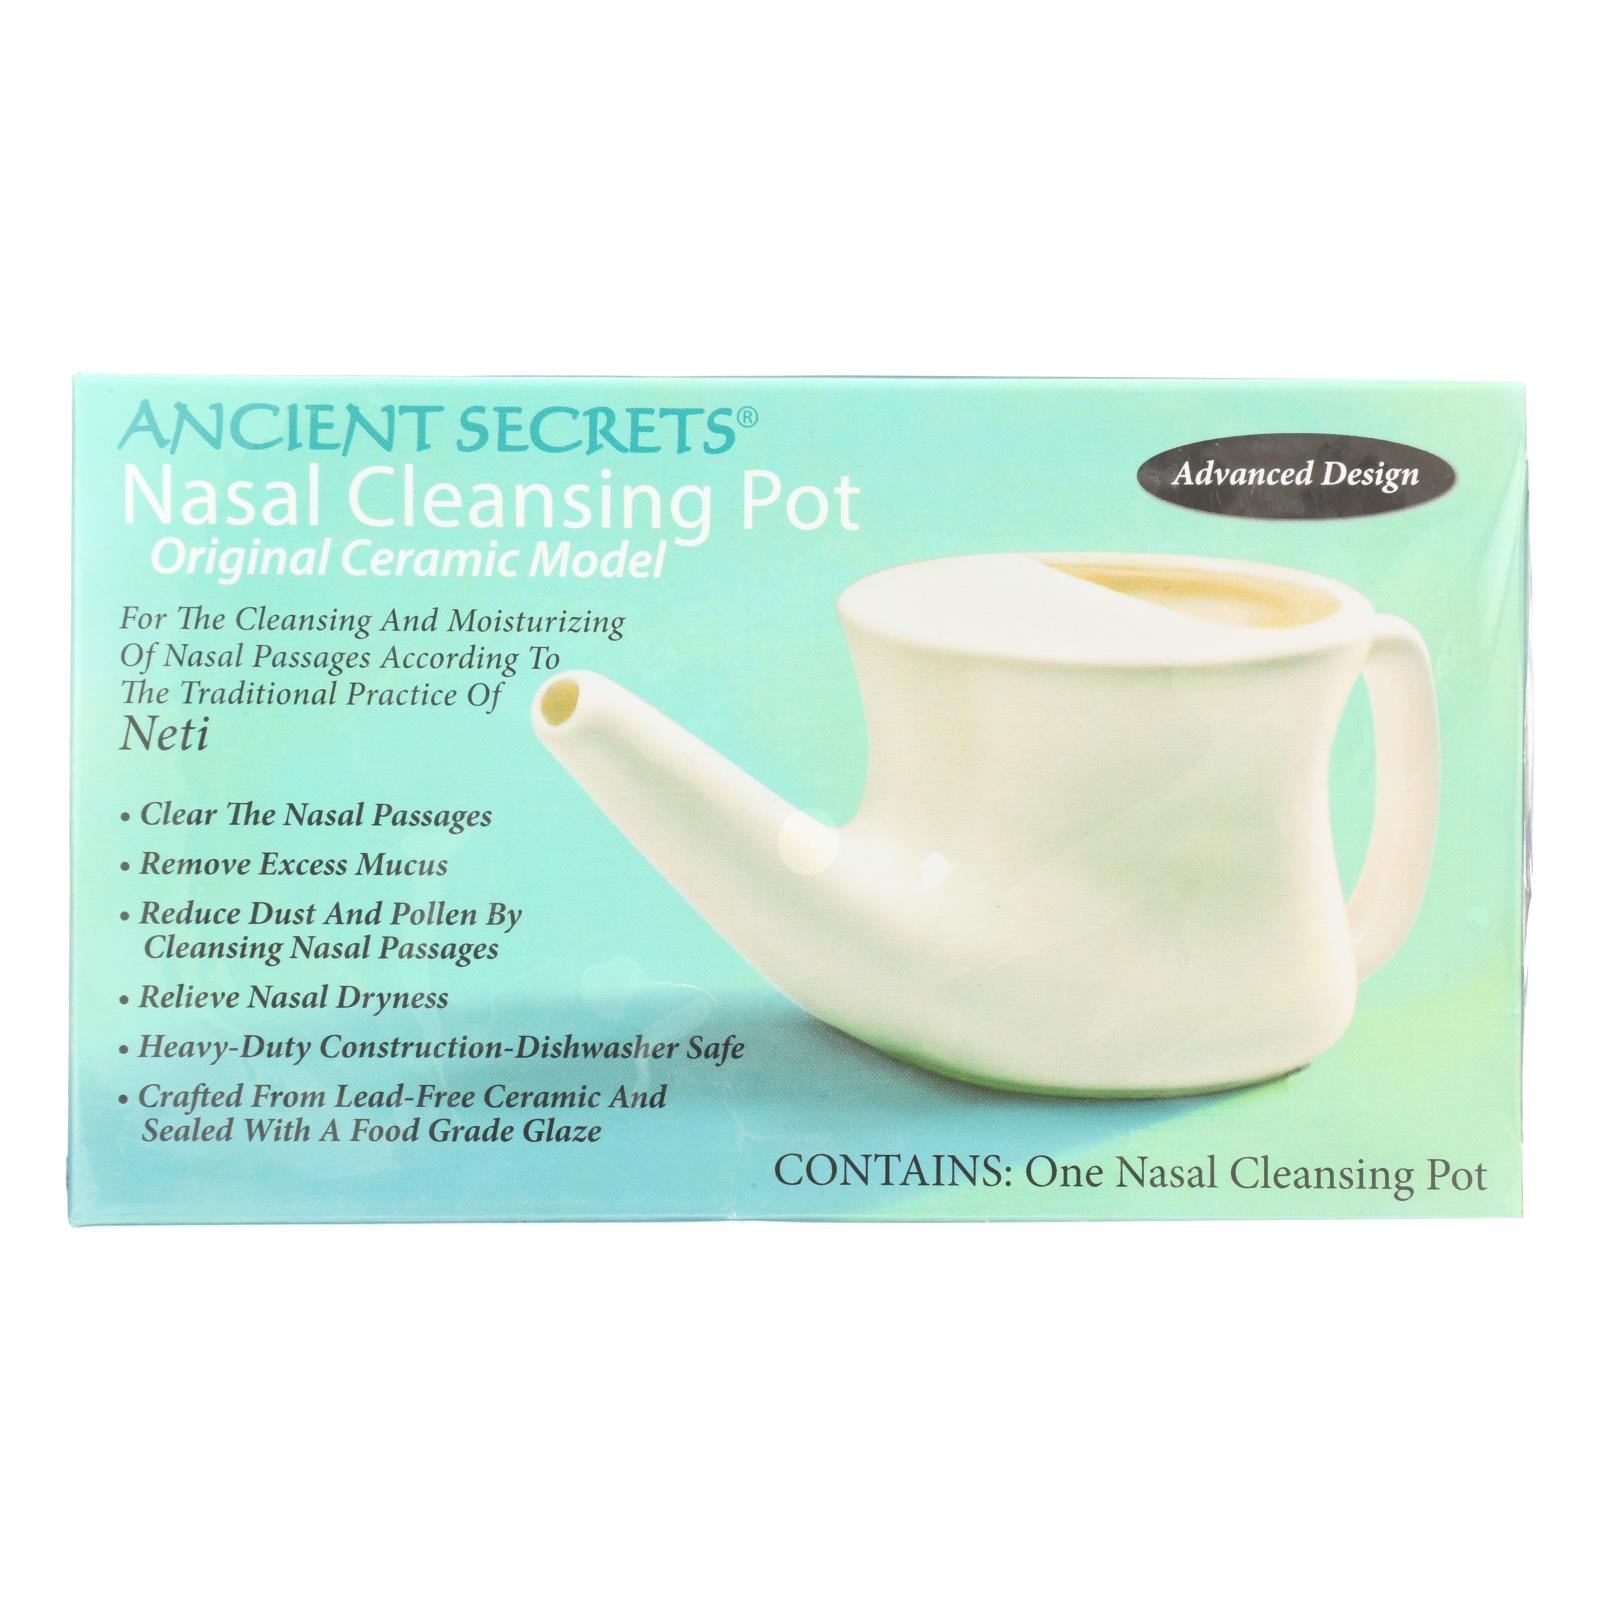 ANCIENT SECRETS®
Nasal Cleansing Pot
Original Ceramic Model
Advanced Design
For The Cleansing And Moisturizing
Of Nasal Passages According To
The Traditional Practice Of
Neti
• Clear The Nasal Passages
• Remove Excess Mucus
• Reduce Dust And Pollen By
Cleansing Nasal Passages
• Relieve Nasal Dryness
• Heavy-Duty Construction-Dishwasher Safe
• Crafted From Lead-Free Ceramic And
Sealed With A Food Grade Glaze
CONTAINS: One Nasal Cleansing Pot